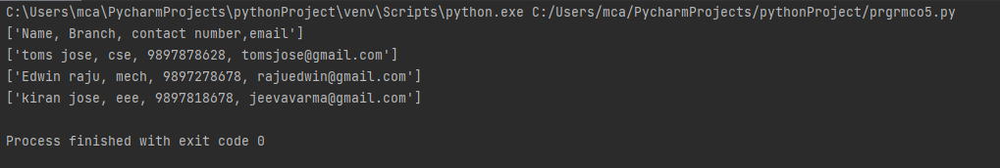 C:\Users\mca\PycharmProjects\pythonProject\venv\Scripts\python.exe C:/Users/mca/PycharmProjects/pythonProject/prgrmco5.py
['Name, Branch, contact number,email']
['toms jose, cse, 9897878628, tomsjose@gmail.com']
['Edwin raju, mech, 9897278678, rajuedwin@gmail.com']
['kiran jose, eee, 9897818678, jeevavarma@gmail.com']
Process finished with exit code 0